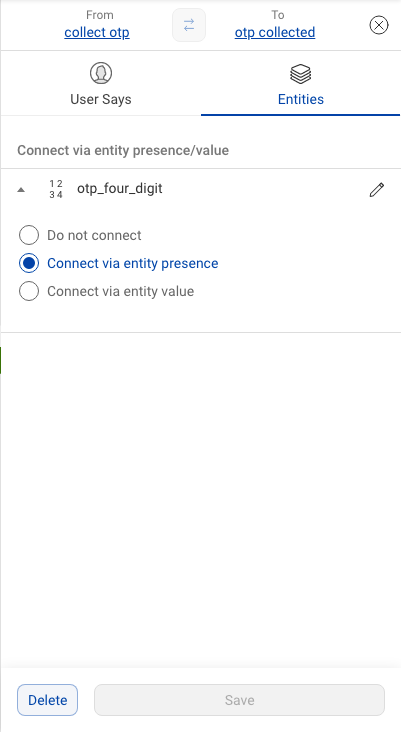 From
To
collect otp
otp collected
User Says
Entities
Connect via entity presence/value
1 2
3 4
otp_four_digit
Do not connect
Connect via entity presence
Connect via entity value
Delete
Save